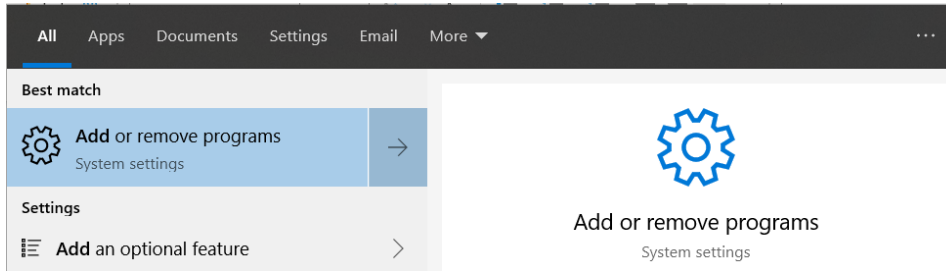 All Apps Documents Settings Email More
Best match
Add or remove programs
System settings
Settings
Add an optional feature
Add or remove programs
System settings